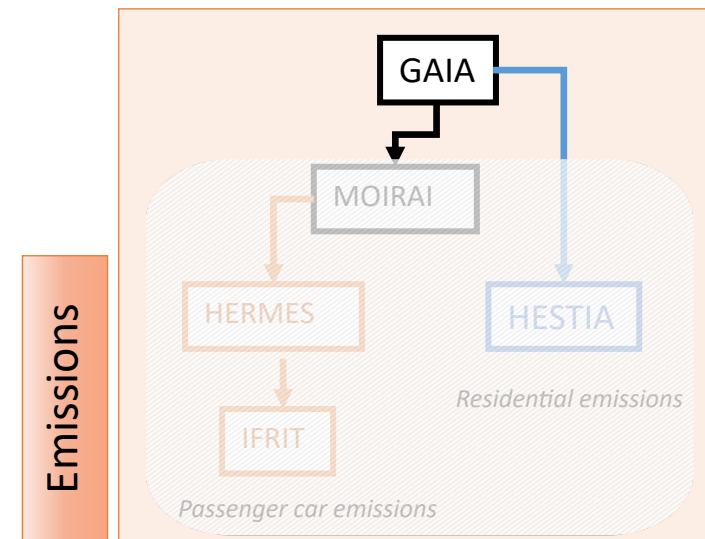 GAIA
MOIRAI
HERMES
HESTIA
Residential emissions
IFRIT
Passenger car emissions
Emissions